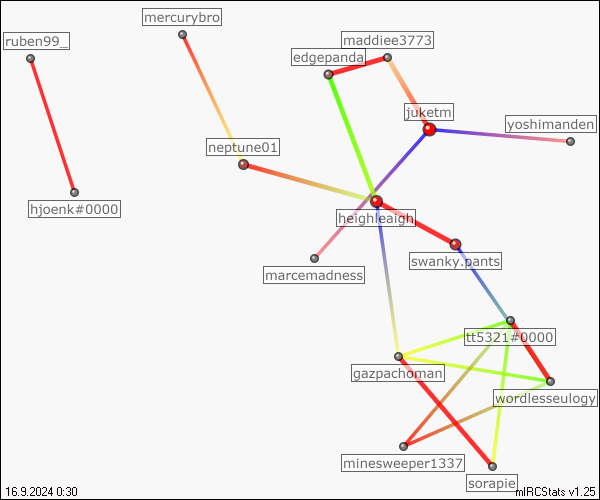 mercurybro
ruben99_
maddiee3773
edgepanda
juketm
yoshimanden
neptune01
hjoenk#0000
heighleaigh
swanky.pants
marcemadness
tt5321#0000
gazpachoman
wordlesseulogy
minesweeper1337
sorapie
16.9.2024 0:30
mIRCStats v1.25